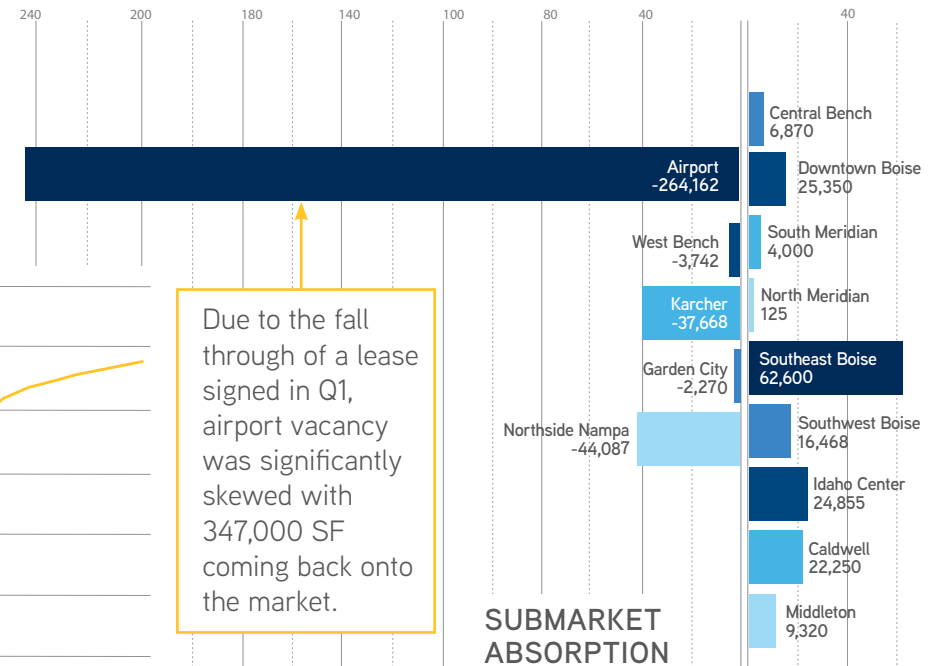 240 200 180 140 100 80 40 40
Central Bench
6,870
Airport
-264,162
Downtown Boise
25,350
West Bench
-3,742
South Meridian
4,000
Karcher
-37,668
North Meridian
125
Garden City
-2,270
Southeast Boise
62,600
Northside Nampa
-44,087
Southwest Boise
16,468
Idaho Center
24,855
Caldwell
22,250
Middleton
9,320
Due to the fall
through of a lease
signed in Q1,
airport vacancy
was significantly
skewed with
347,000 SF
coming back onto
the market.
SUBMARKET
ABSORPTION